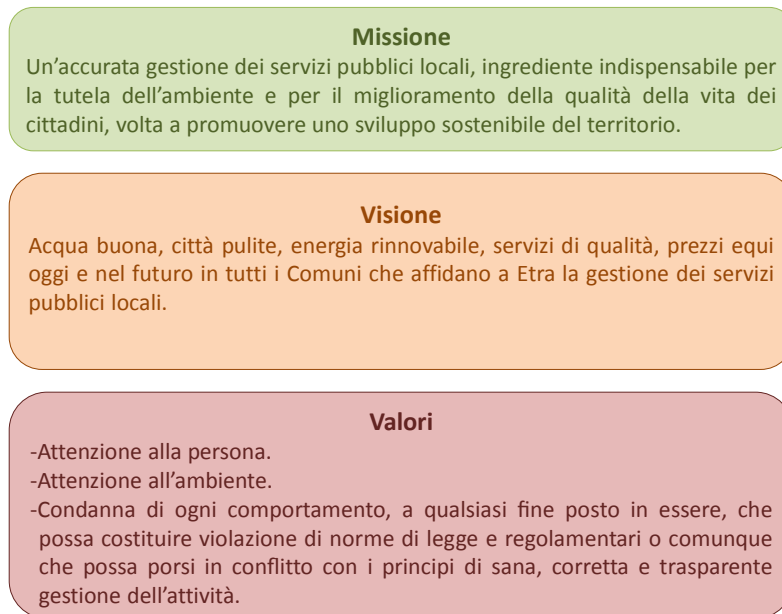 Missione
Un’accurata gestione dei servizi pubblici locali, ingrediente indispensabile per
la tutela dell’ambiente e per il miglioramento della qualità della vita dei
cittadini, volta a promuovere uno sviluppo sostenibile del territorio.
Visione
Acqua buona, città pulite, energia rinnovabile, servizi di qualità, prezzi equi
oggi e nel futuro in tutti i Comuni che affidano a Etra la gestione dei servizi
pubblici locali.
Valori
-Attenzione alla persona.
-Attenzione all’ambiente.
-Condanna di ogni comportamento, a qualsiasi fine posto in essere, che
possa costituire violazione di norme di legge e regolamentari o comunque
che possa porsi in conflitto con i principi di sana, corretta e trasparente
gestione dell’attività.